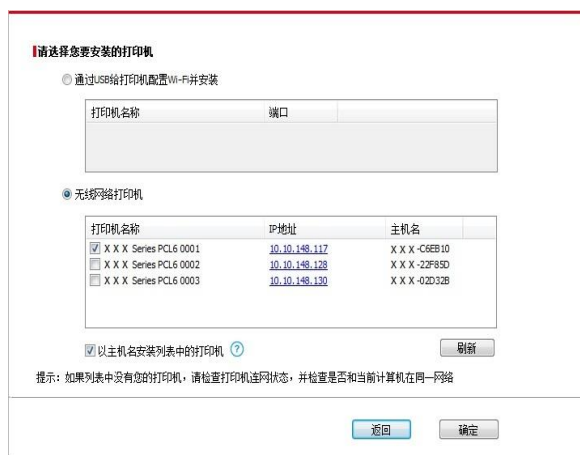 请选择您要安装的打印机
通过USB给打印机配置Wi-Fi并安装
打印机名称 端口
无线网络打印机
打印机名称 IP地址 主机名
X X X Series PCL6 0001 10.10.148.117 X X X -C6EB10
X X X Series PCL6 0002 10.10.148.128 X X X -22F85D
X X X Series PCL6 0003 10.10.148.130 X X X -02D32B
以主机名安装列表中的打印机 ? 刷新
提示：如果列表中没有您的打印机，请检查打印机连网状态，并检查是否和当前计算机在同一网络
返回 确定